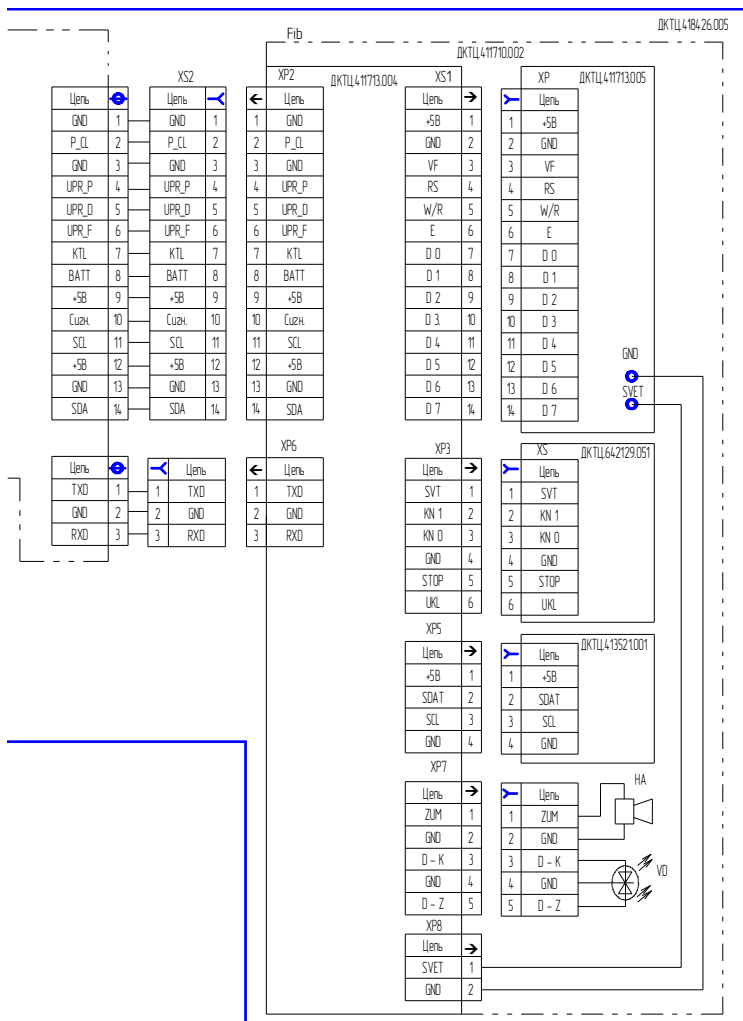 ДКТЦ.418426.005
Fib
ДКТЦ.411710.002
XS2
XP2
ДКТЦ.411713.004
XS1
XP
ДКТЦ.411713.005
Цепь Цепь Цепь Цепь Цепь
GND 1 GND 1 1 GND +5В 1 1 +5В
P_CL 2 P_CL 2 2 P_CL GND 2 2 GND
GND 3 GND 3 3 GND VF 3 3 VF
UPR_P 4 UPR_P 4 4 UPR_P RS 4 4 RS
UPR_D 5 UPR_D 5 5 UPR_D W/R 5 5 W/R
UPR_F 6 UPR_F 6 6 UPR_F E 6 6 E
KTL 7 KTL 7 7 KTL D 0 7 7 D 0
BATT 8 BATT 8 8 BATT D 1 8 8 D 1
+5В 9 +5В 9 9 +5В D 2 9 9 D 2
Сигн. 10 Сигн. 10 10 Сигн. D 3. 10 10 D 3
SCL 11 SCL 11 11 SCL D 4 11 11 D 4
+5В 12 +5В 12 12 +5В D 5 12 12 D 5
GND 13 GND 13 13 GND D 6 13 13 D 6
SDA 14 SDA 14 14 SDA D 7 14 14 D 7
GND
SVET
XP6
XP3
XS
ДКТЦ.642129.051
Цепь Цепь Цепь Цепь Цепь
TXD 1 1 TXD 1 TXD SVT 1 1 SVT
GND 2 2 GND 2 GND KN 1 2 2 KN 1
RXD 3 3 RXD 3 RXD KN 0 3 3 KN 0
GND 4 4 GND
STOP 5 5 STOP
UKL 6 6 UKL
XP5
ДКТЦ.413521.001
Цепь Цепь
+5В 1 1 +5В
SDAT 2 2 SDAT
SCL 3 3 SCL
GND 4 4 GND
XP7
HA
Цепь Цепь
ZUM 1 1 ZUM
GND 2 2 GND
D – K 3 3 D – K
GND 4 4 GND
D – Z 5 5 D – Z
VD
XP8
Цепь
SVET 1
GND 2